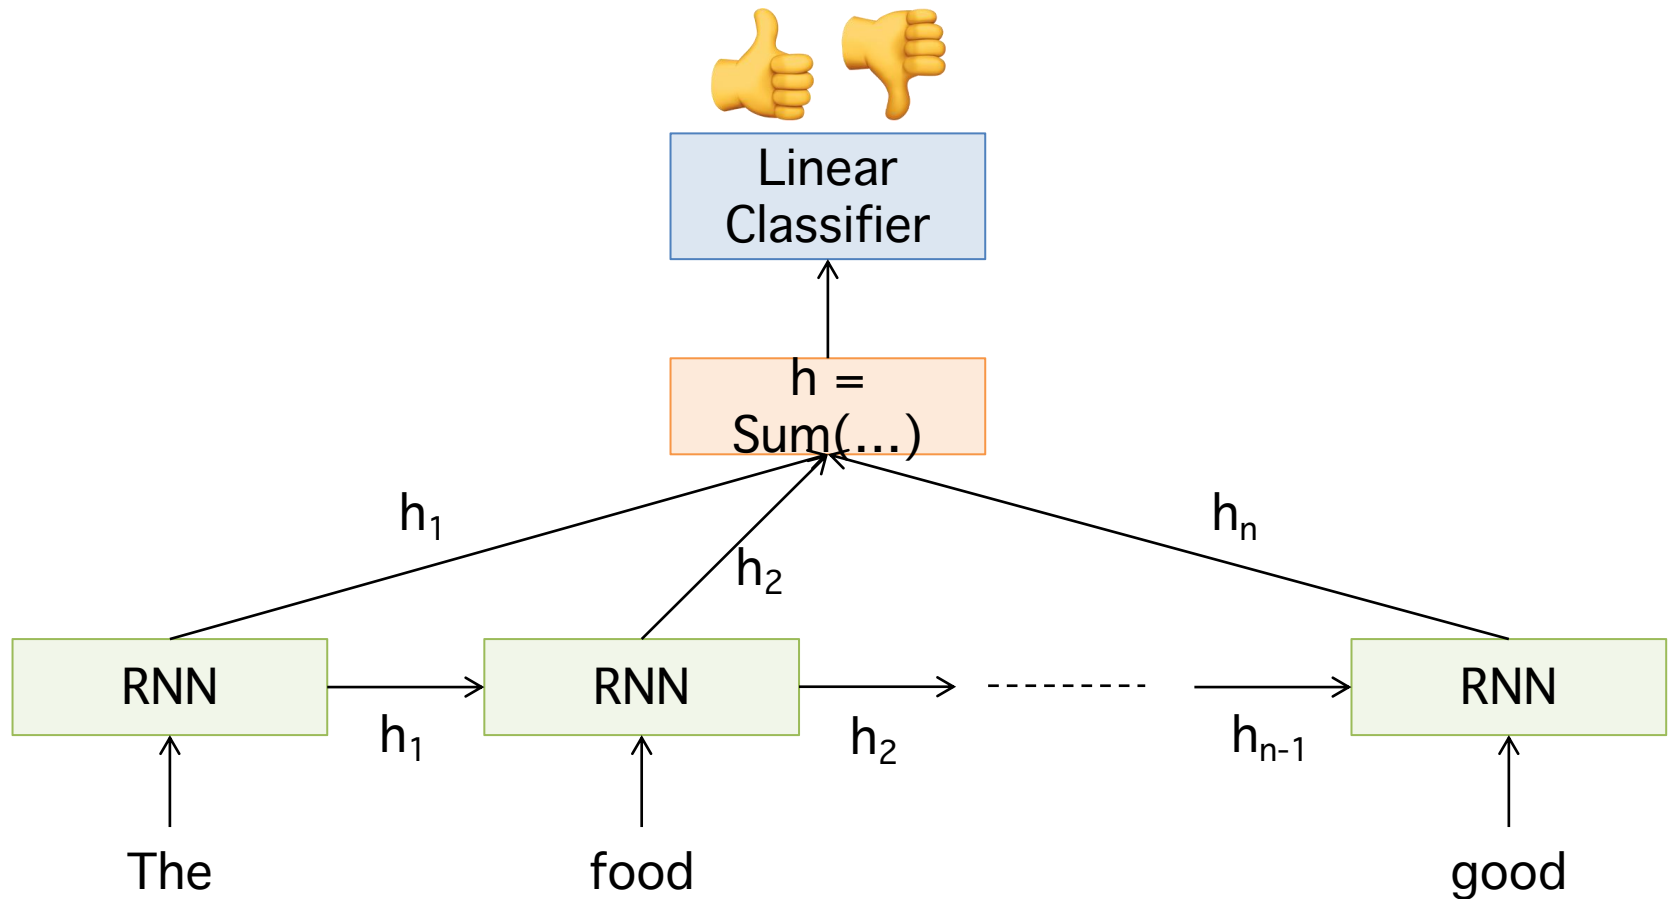 Linear
Classifier
h =
Sum(...)
h₁
hₙ
h₂
RNN
RNN
RNN
h₁
h₂
hₙ₋₁
The
food
good